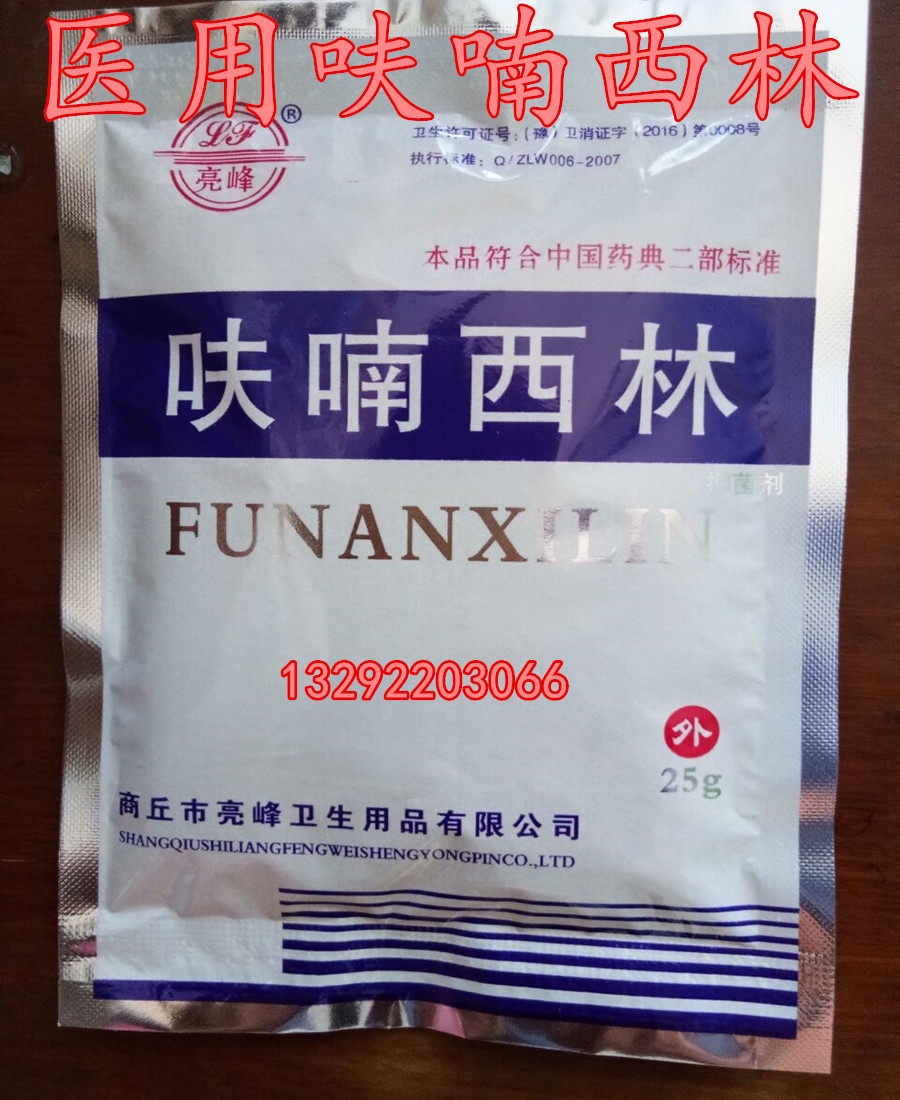 医用呋喃西林
LF
®
亮峰
卫生许可证号：（豫）卫消证字（2016）第0008号
执行标准：Q/ZLW006-2007
本品符合中国药典二部标准
呋喃西林
抑菌剂
FUNANXILIN
13292203066
外
25g
商丘市亮峰卫生用品有限公司
SHANGQIUSHILIANGFENGWEISHENGYONGPINCO.,LTD